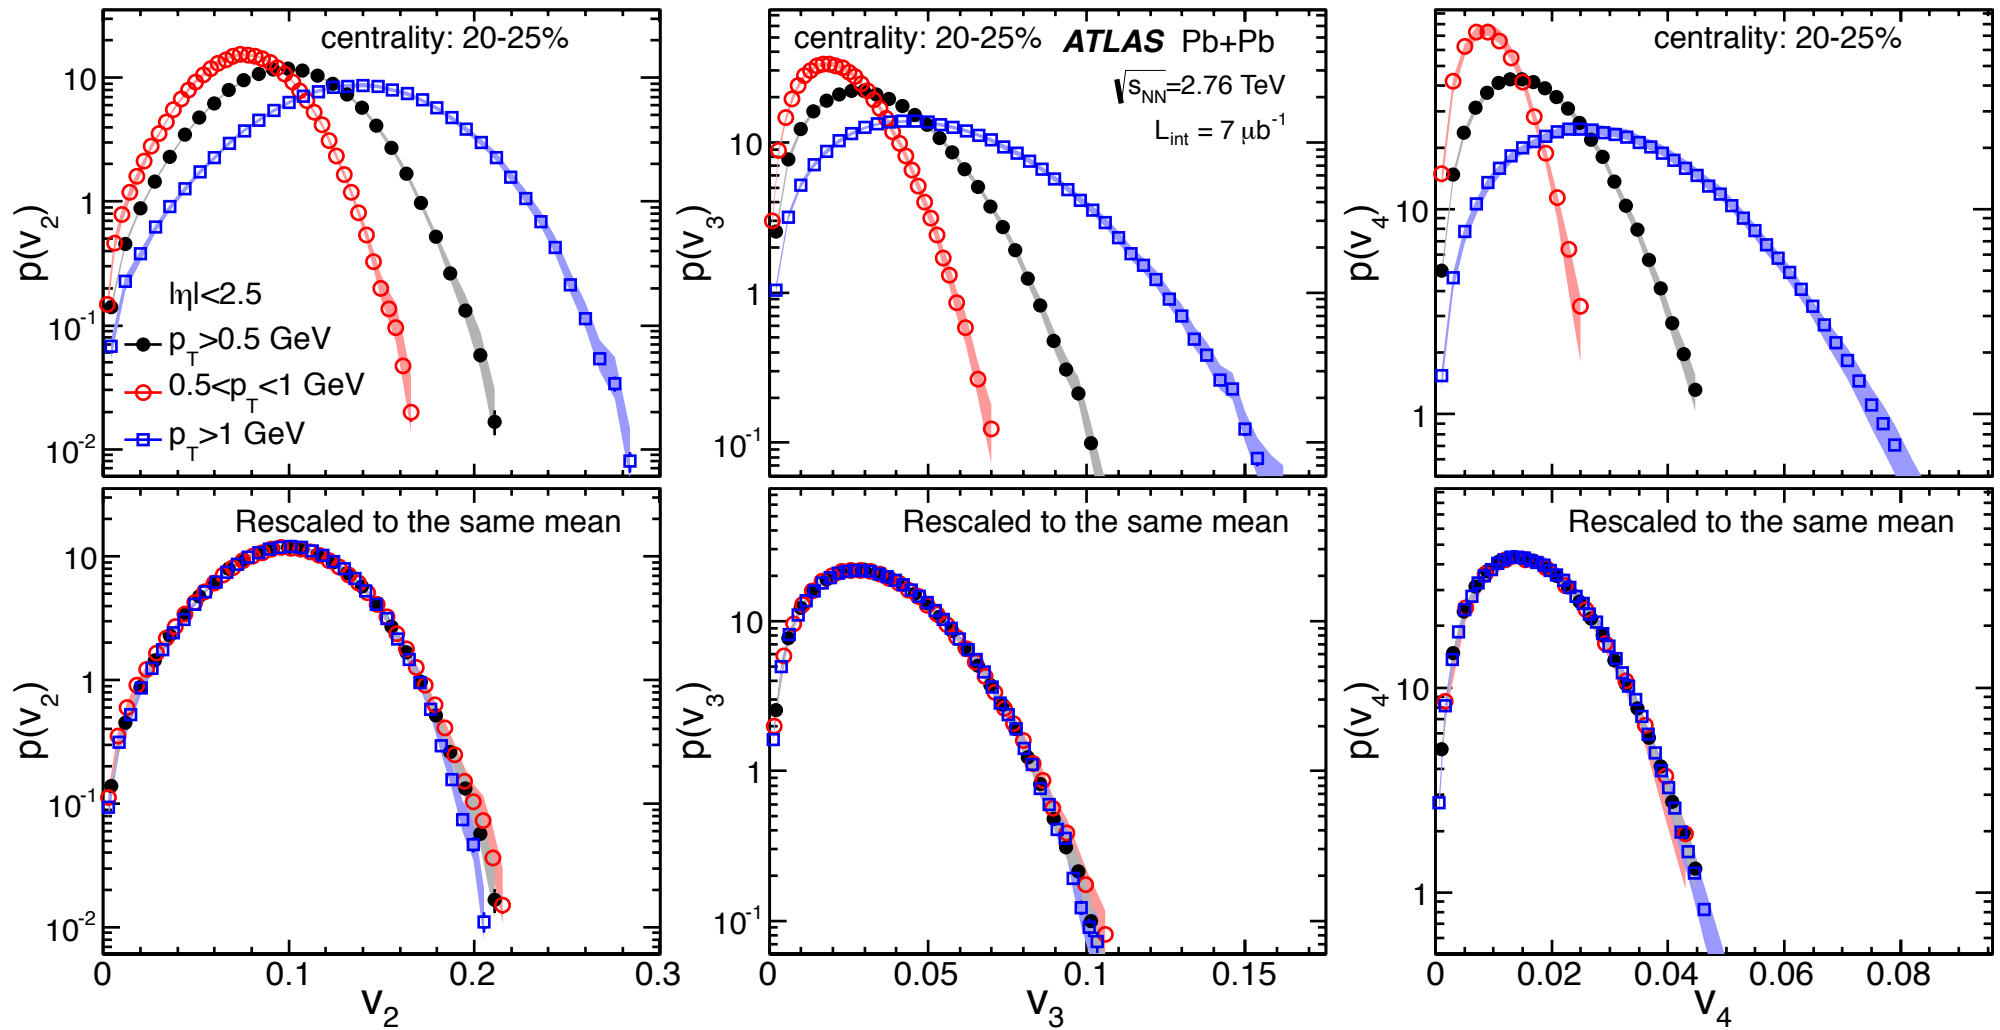 centrality: 20-25%
p(v₂)
10
1
10⁻¹
10⁻²
|η|<2.5
p_T>0.5 GeV
0.5<p_T<1 GeV
p_T>1 GeV
centrality: 20-25%
ATLAS Pb+Pb
√s_NN=2.76 TeV
L_int = 7 μb⁻¹
p(v₃)
10
1
10⁻¹
centrality: 20-25%
p(v₄)
10
1
Rescaled to the same mean
p(v₂)
10
1
10⁻¹
10⁻²
0 0.1 0.2 0.3
v₂
Rescaled to the same mean
p(v₃)
10
1
10⁻¹
0 0.05 0.1 0.15
v₃
Rescaled to the same mean
p(v₄)
10
1
0 0.02 0.04 0.06 0.08
v₄